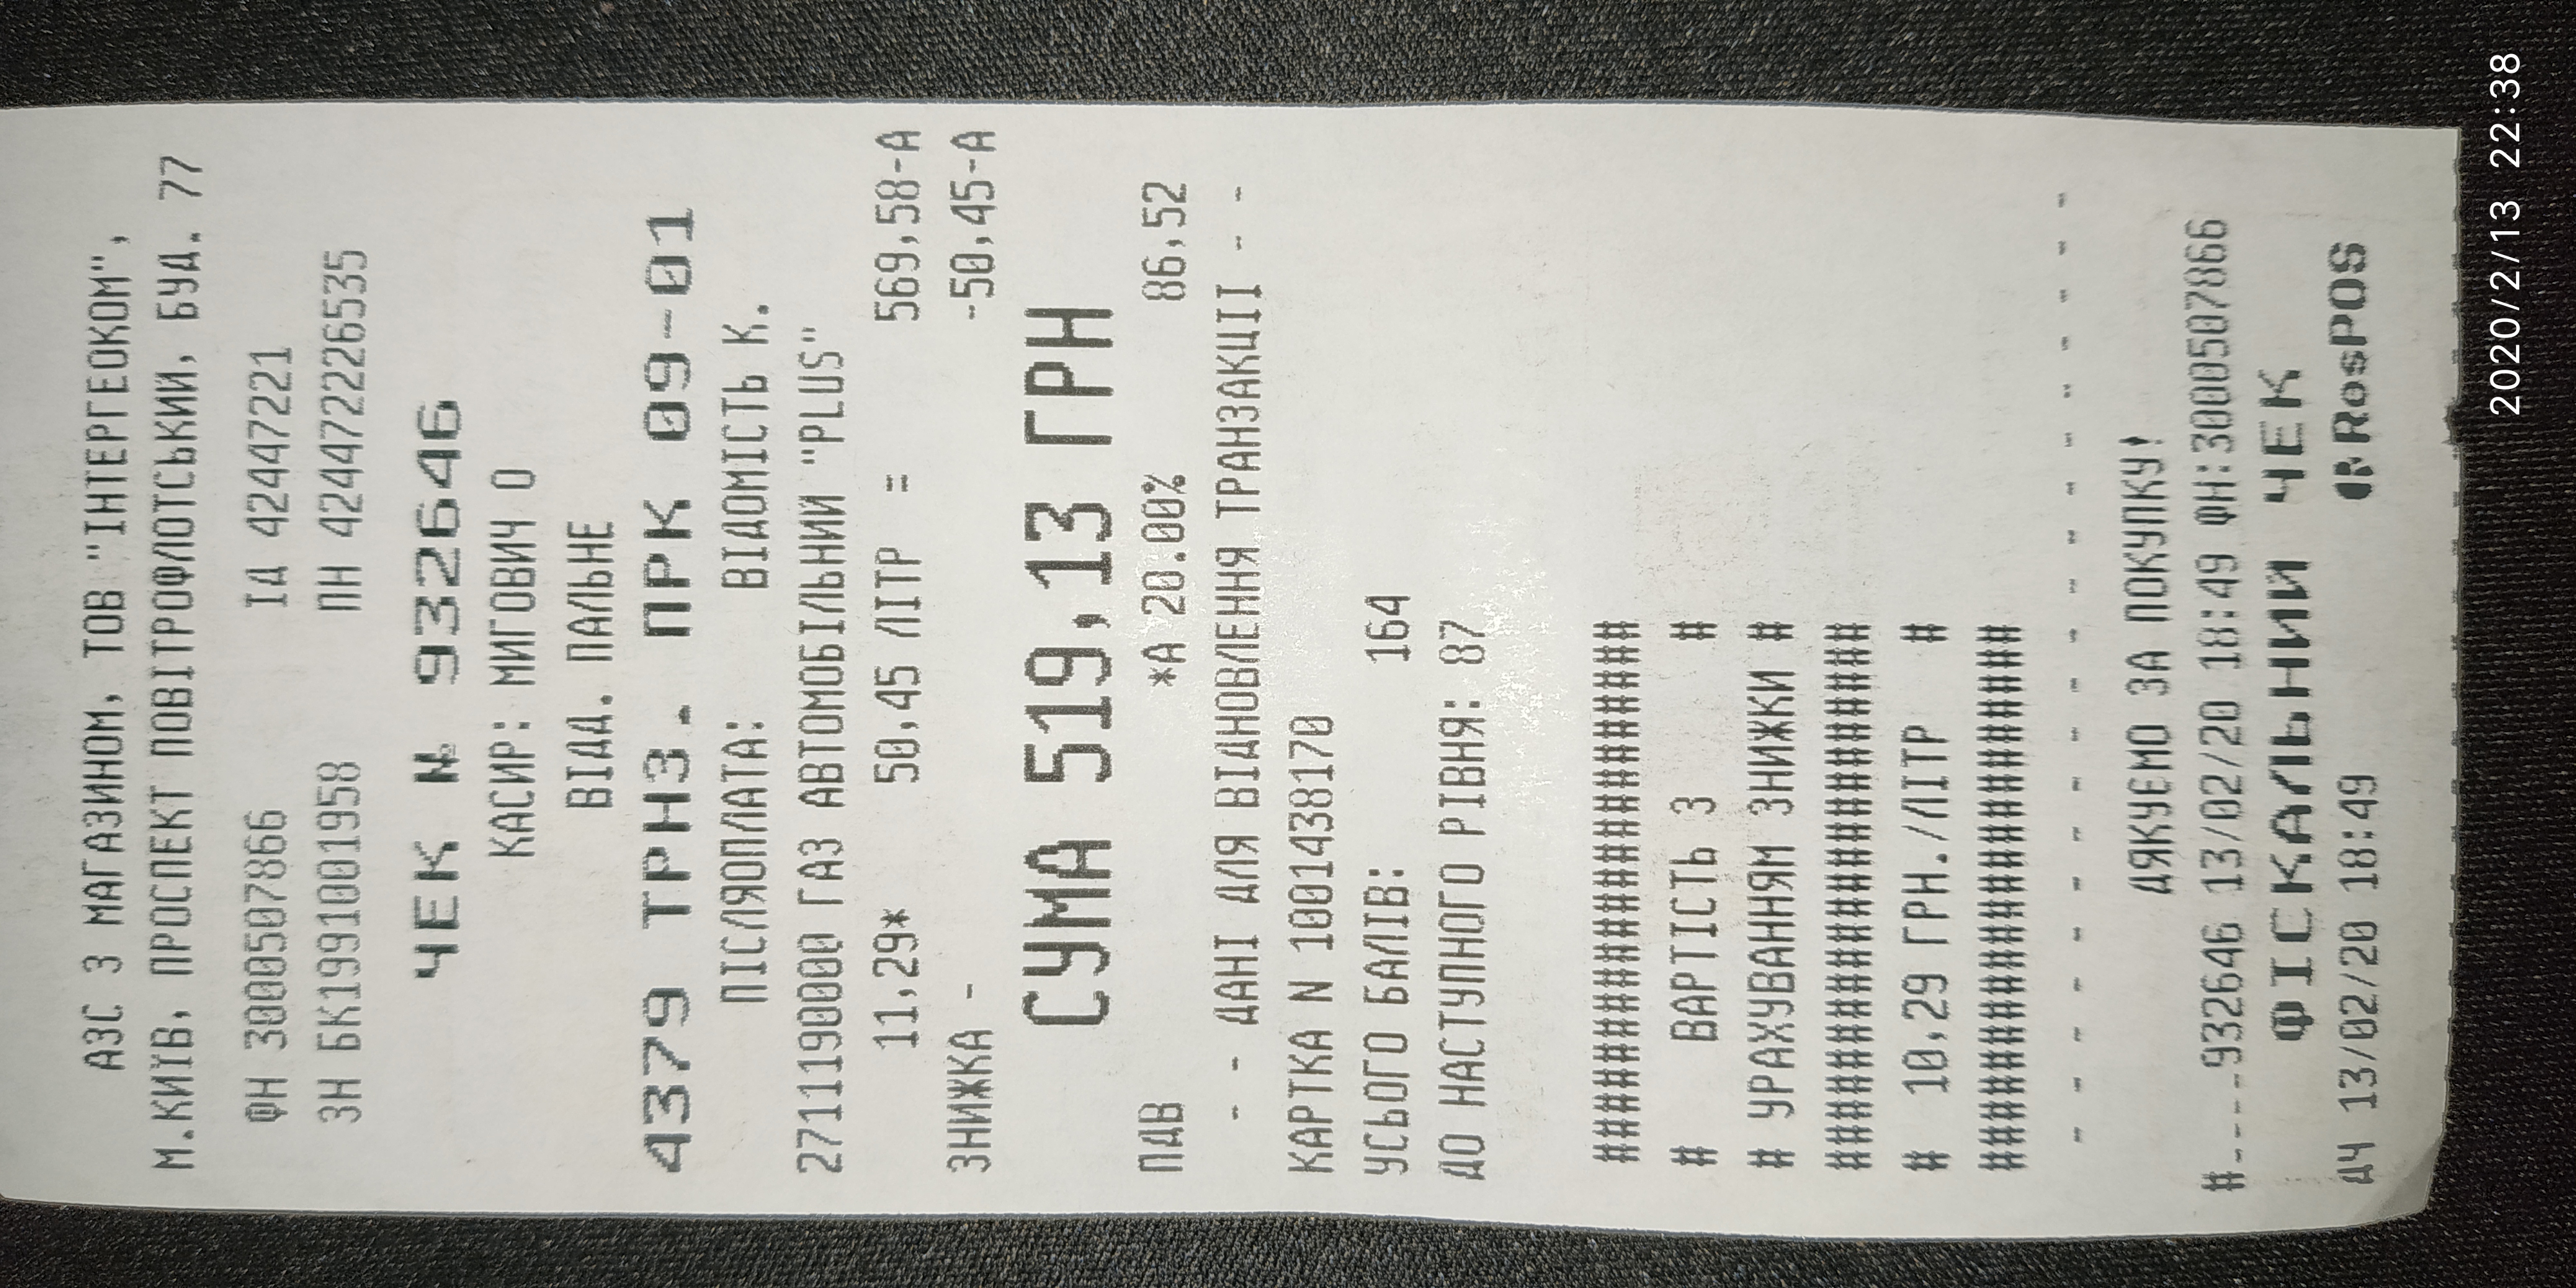 АЗС З МАГАЗИНОМ, ТОВ "ІНТЕРГЕОКОМ",
М.КИЇВ, ПРОСПЕКТ ПОВІТРОФЛОТСЬКИЙ, БУД. 77
ФН 3000507866 ІД 42447221
ЗН БК1991001958 ПН 424472226535
ЧЕК № 932646
КАСИР: МИГОВИЧ О
ВІДД. ПАЛЬНЕ
4379 ТРНЗ. ПРК 09-01
ПІСЛЯОПЛАТА: ВІДОМІСТЬ К.
2711190000 ГАЗ АВТОМОБІЛЬНИЙ "PLUS"
11,29* 50,45 ЛІТР = 569,58-А
ЗНИЖКА - -50,45-А
СУМА 519,13 ГРН
ПДВ *А 20.00% 86,52
- - ДАНІ ДЛЯ ВІДНОВЛЕННЯ ТРАНЗАКЦІЇ - -
КАРТКА N 1001438170
УСЬОГО БАЛІВ: 164
ДО НАСТУПНОГО РІВНЯ: 87
######################
# ВАРТІСТЬ З #
# УРАХУВАННЯМ ЗНИЖКИ #
######################
# 10,29 ГРН./ЛІТР #
######################
- - - - - - - - - - - - - -
ДЯКУЄМО ЗА ПОКУПКУ!
#-----932646 13/02/20 18:49 ФН:3000507866
ФІСКАЛЬНИЙ ЧЕК
ДЧ 13/02/20 18:49 RosPOS
2020/2/13 22:38